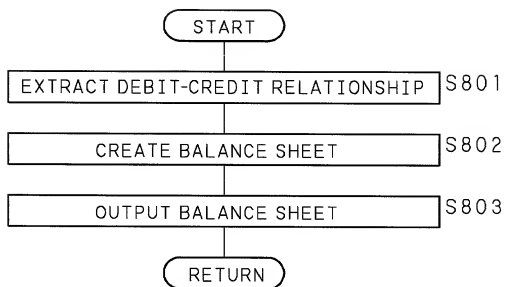 START
EXTRACT DEBIT-CREDIT RELATIONSHIP S801
CREATE BALANCE SHEET S802
OUTPUT BALANCE SHEET S803
RETURN